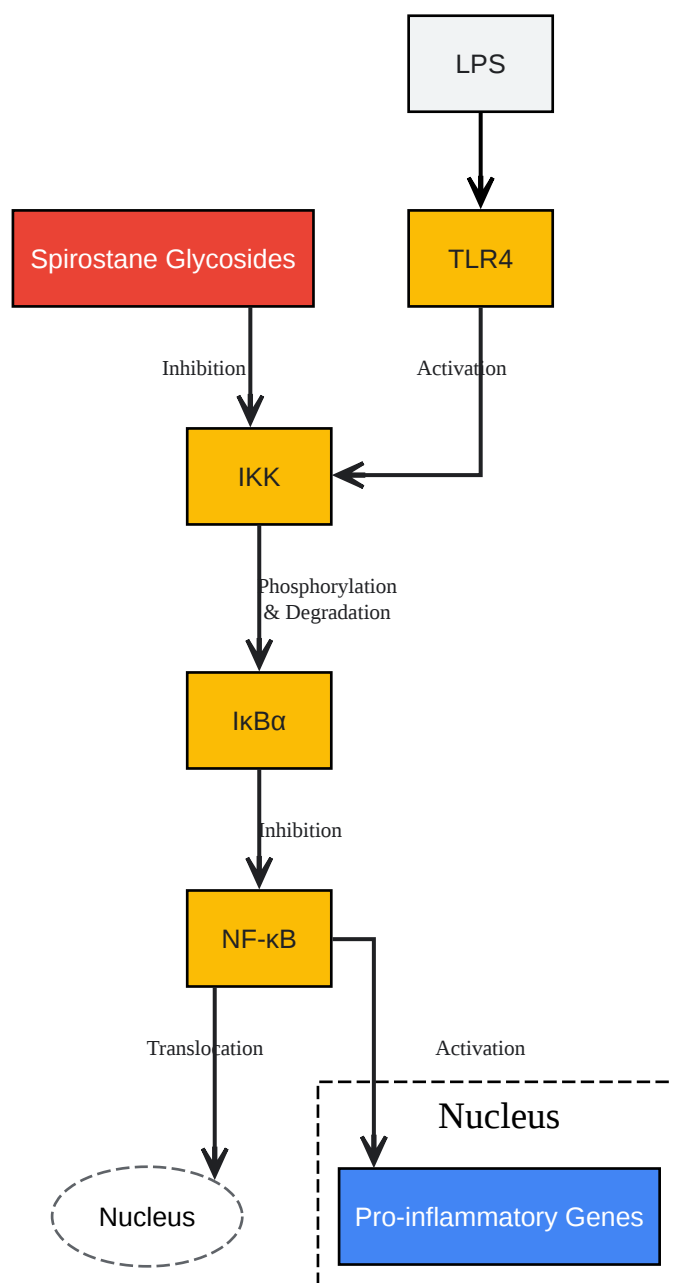 LPS
Spirostane Glycosides
TLR4
Inhibition
Activation
IKK
Phosphorylation
& Degradation
IκBα
Inhibition
NF-κB
Translocation
Activation
Nucleus
Nucleus
Pro-inflammatory Genes